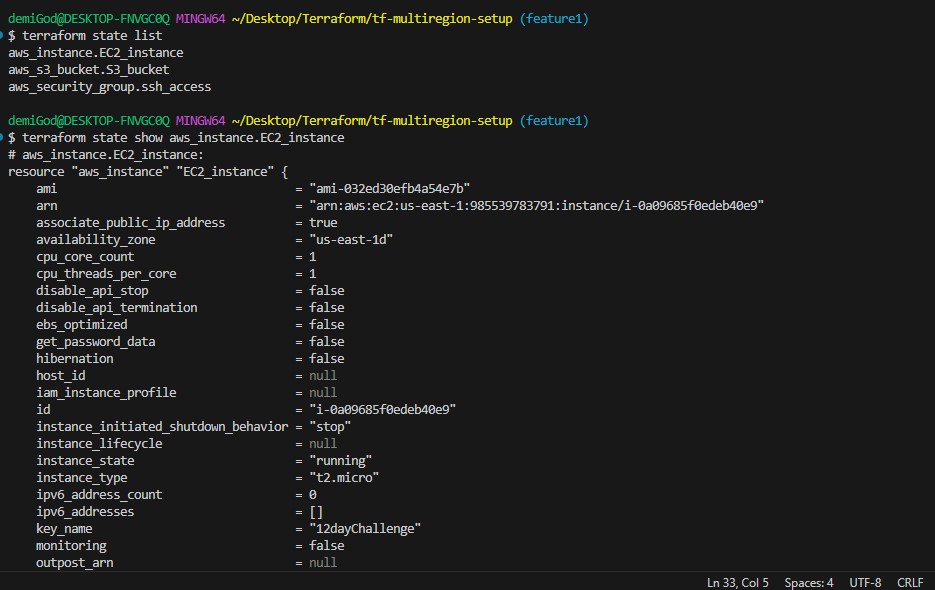 demiGod@DESKTOP-FNVGC0Q MINGW64 ~/Desktop/Terraform/tf-multiregion-setup (feature1)
$ terraform state list
aws_instance.EC2_instance
aws_s3_bucket.S3_bucket
aws_security_group.ssh_access

demiGod@DESKTOP-FNVGC0Q MINGW64 ~/Desktop/Terraform/tf-multiregion-setup (feature1)
$ terraform state show aws_instance.EC2_instance
# aws_instance.EC2_instance:
resource "aws_instance" "EC2_instance" {
    ami                                  = "ami-032ed30efb4a54e7b"
    arn                                  = "arn:aws:ec2:us-east-1:985539783791:instance/i-0a09685f0edeb40e9"
    associate_public_ip_address          = true
    availability_zone                    = "us-east-1d"
    cpu_core_count                       = 1
    cpu_threads_per_core                 = 1
    disable_api_stop                     = false
    disable_api_termination              = false
    ebs_optimized                        = false
    get_password_data                    = false
    hibernation                          = false
    host_id                              = null
    iam_instance_profile                 = null
    id                                   = "i-0a09685f0edeb40e9"
    instance_initiated_shutdown_behavior = "stop"
    instance_lifecycle                   = null
    instance_state                       = "running"
    instance_type                        = "t2.micro"
    ipv6_address_count                   = 0
    ipv6_addresses                       = []
    key_name                             = "12dayChallenge"
    monitoring                           = false
    outpost_arn                          = null
Ln 33, Col 5 Spaces: 4 UTF-8 CRLF